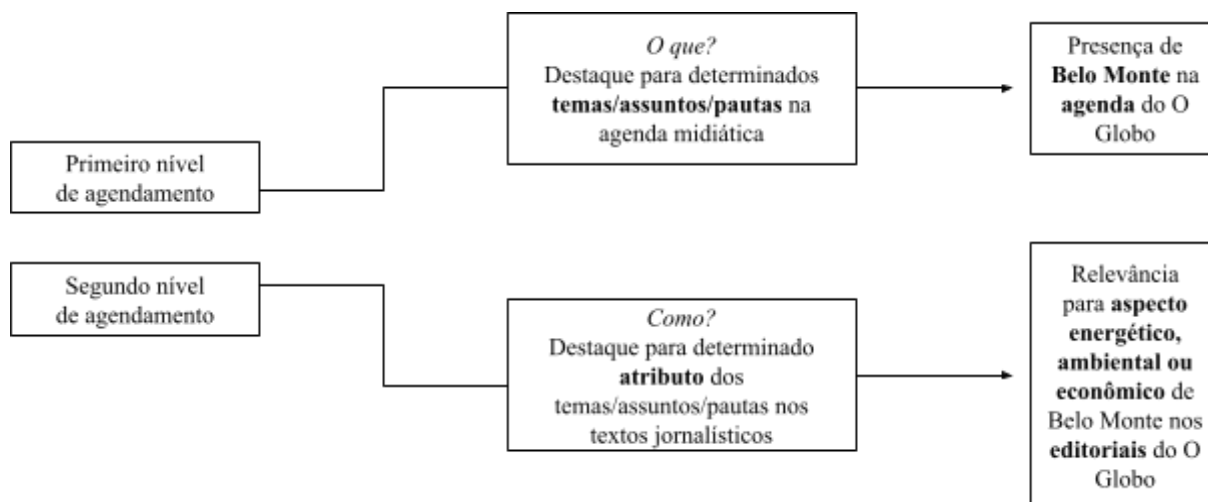 Primeiro nível
de agendamento
O que?
Destaque para determinados
temas/assuntos/pautas na
agenda midiática
Presença de
Belo Monte na
agenda do O
Globo
Segundo nível
de agendamento
Como?
Destaque para determinado
atributo dos
temas/assuntos/pautas nos
textos jornalísticos
Relevância
para aspecto
energético,
ambiental ou
econômico de
Belo Monte nos
editoriais do O
Globo